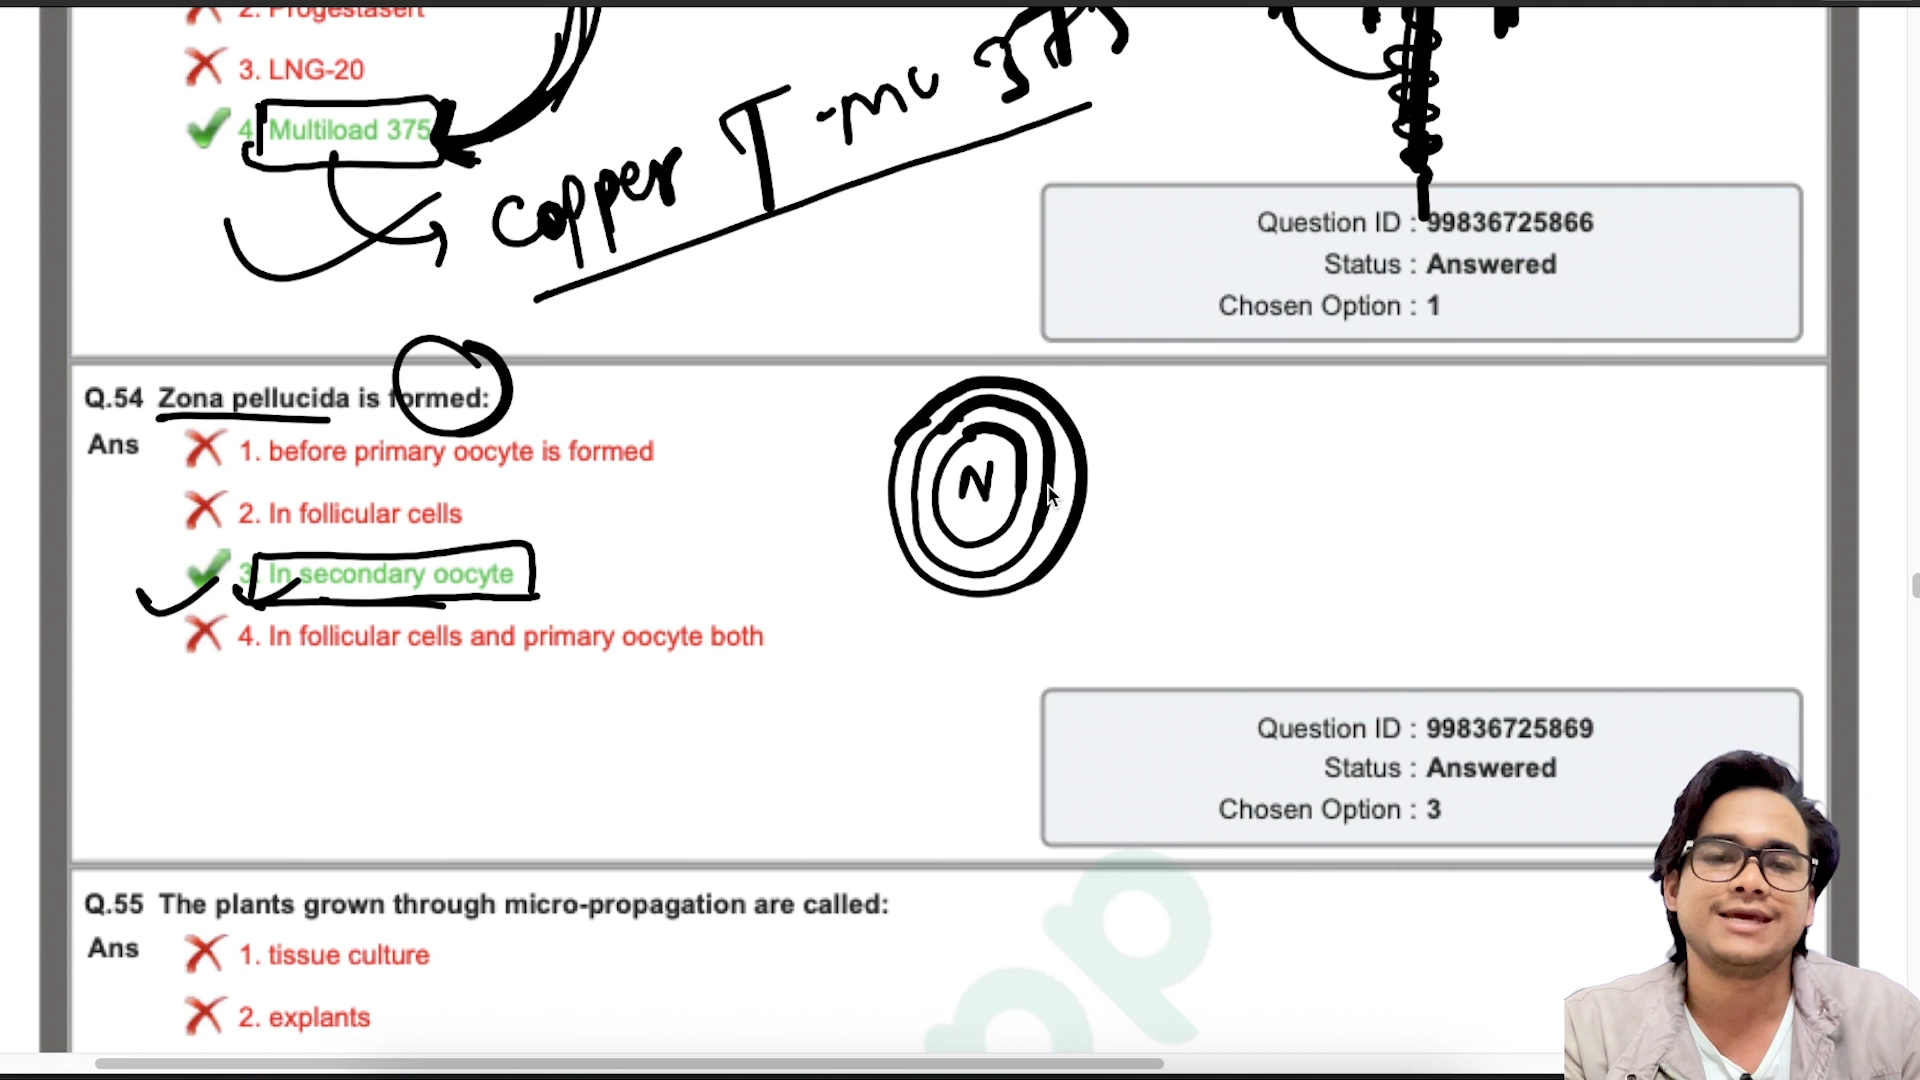 2. Progestasert
3. LNG-20
4. Multiload 375
copper T -mu 375
Question ID : 99836725866
Status : Answered
Chosen Option : 1
Q.54 Zona pellucida is formed:
Ans
1. before primary oocyte is formed
2. In follicular cells
3. In secondary oocyte
4. In follicular cells and primary oocyte both
N
Question ID : 99836725869
Status : Answered
Chosen Option : 3
Q.55 The plants grown through micro-propagation are called:
Ans
1. tissue culture
2. explants